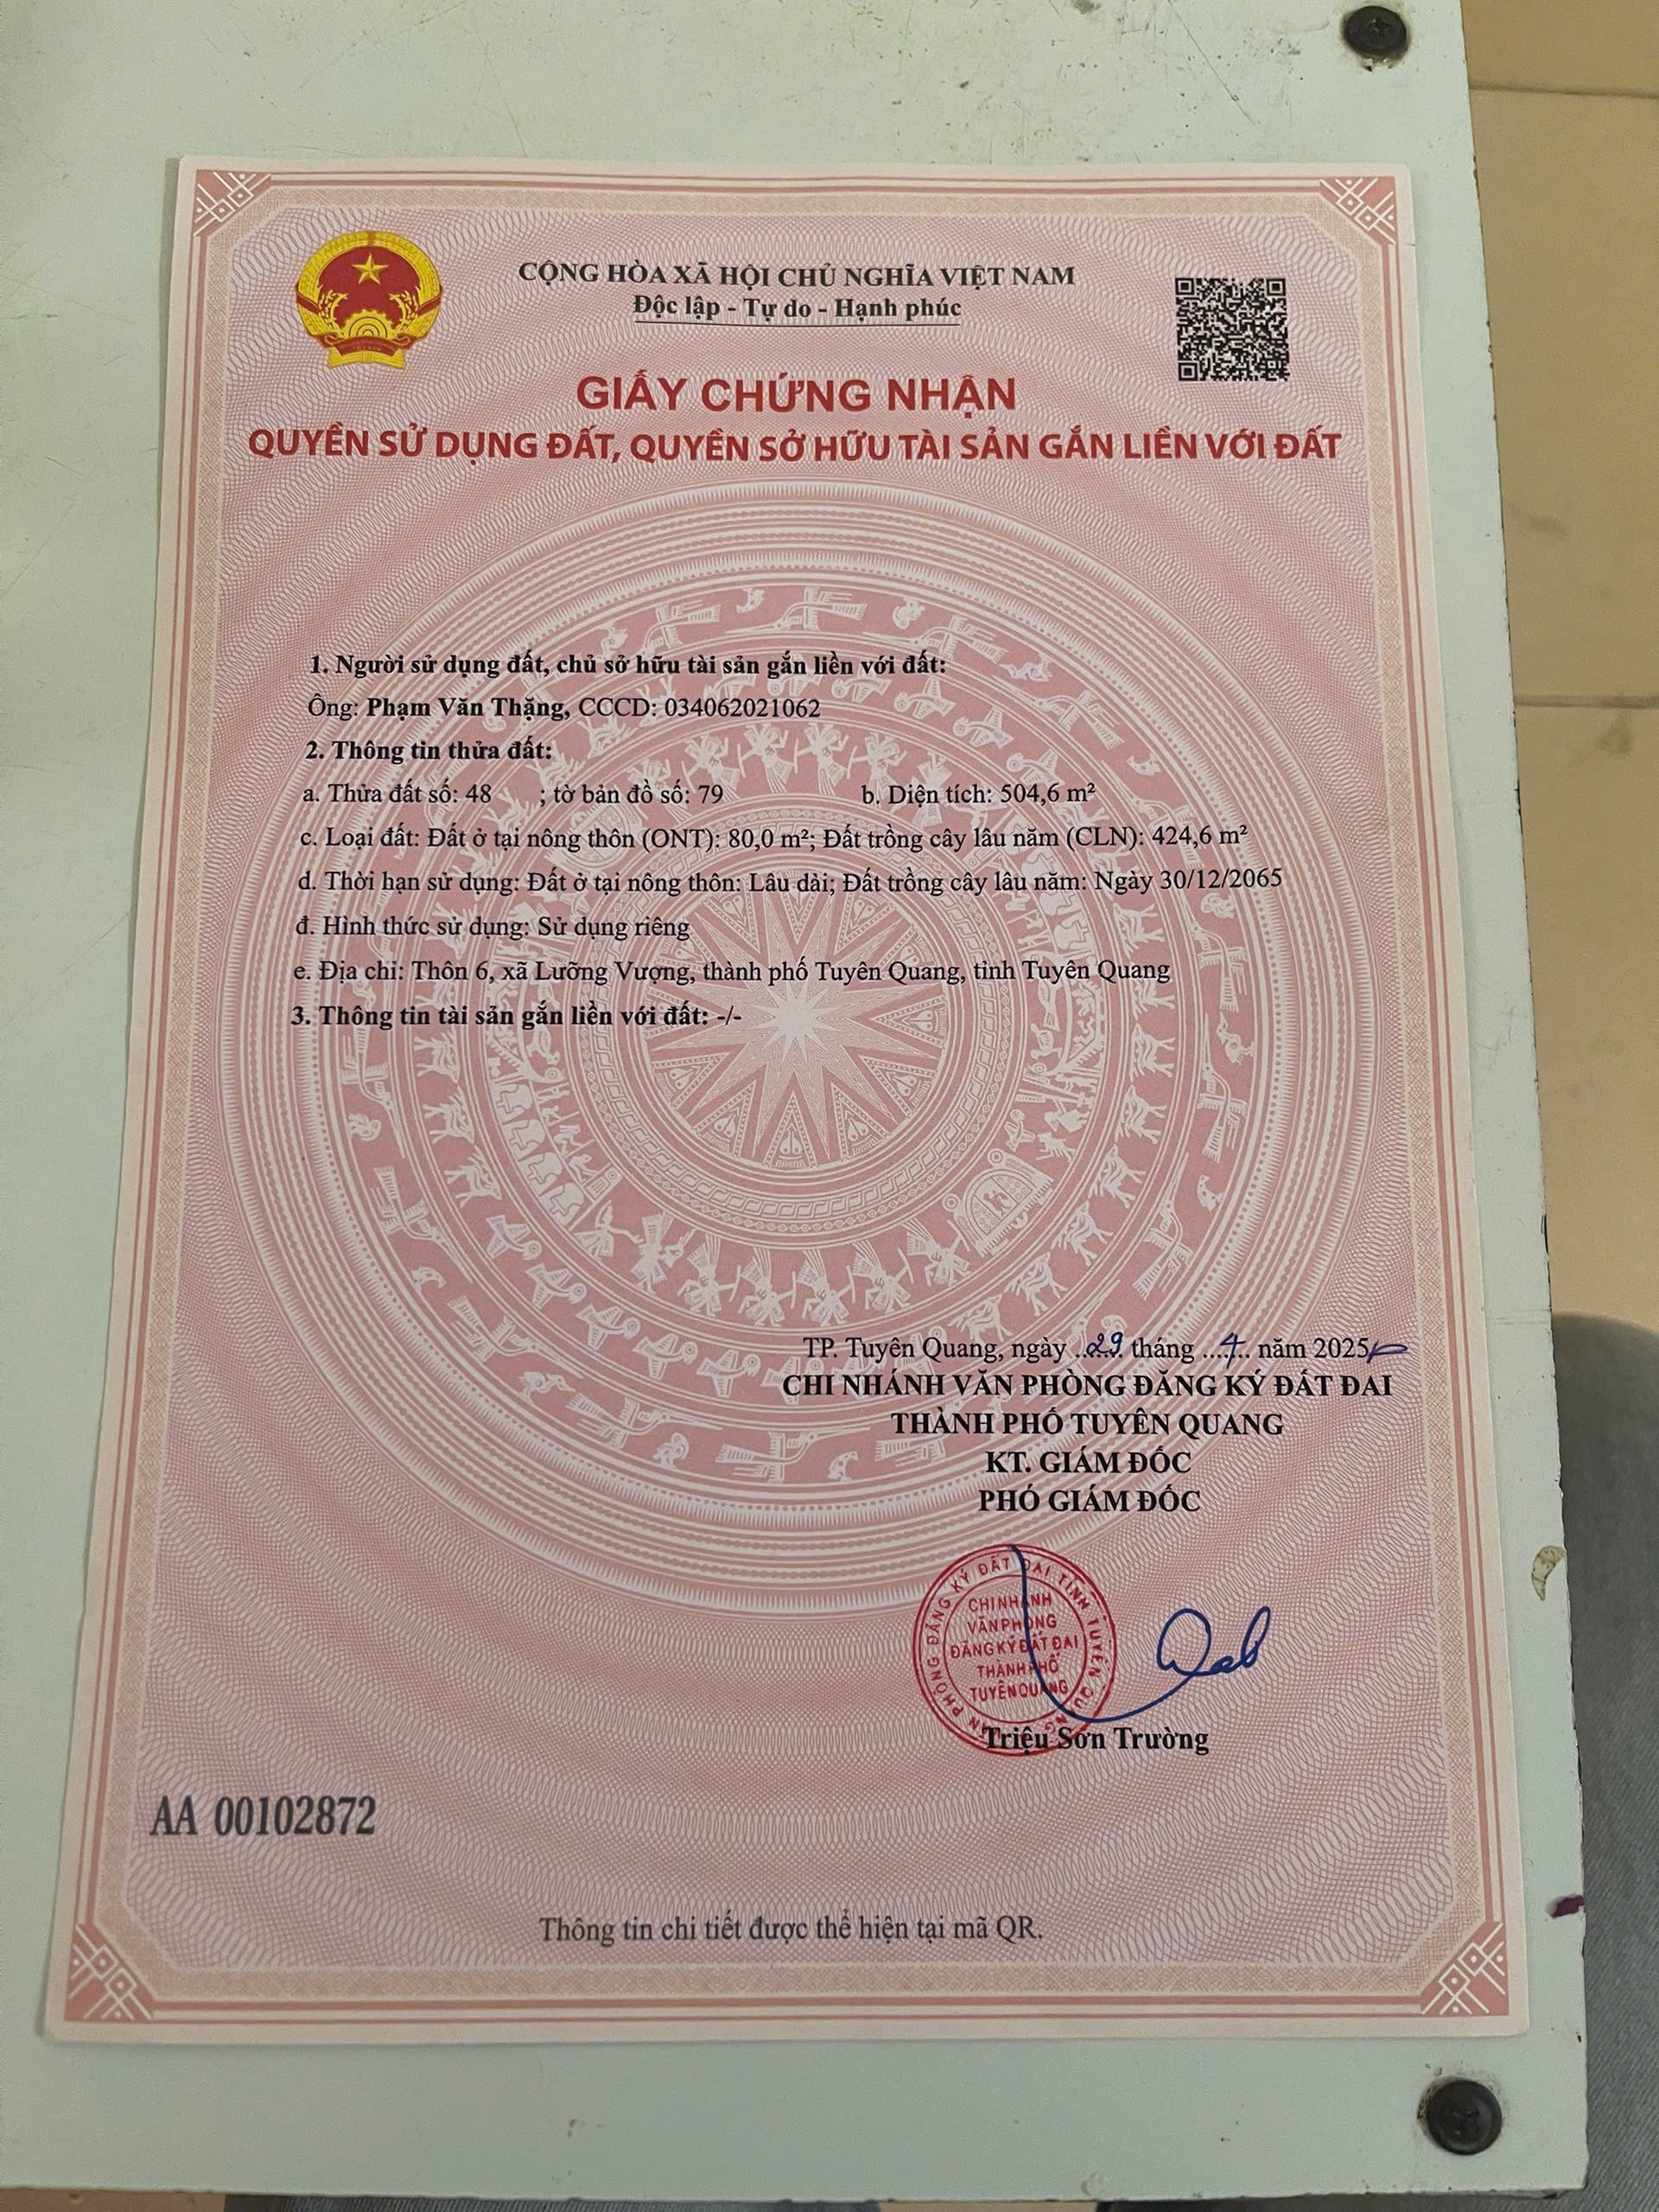 CỘNG HÒA XÃ HỘI CHỦ NGHĨA VIỆT NAM
Độc lập - Tự do - Hạnh phúc
GIẤY CHỨNG NHẬN
QUYỀN SỬ DỤNG ĐẤT, QUYỀN SỞ HỮU TÀI SẢN GẮN LIỀN VỚI ĐẤT
1. Người sử dụng đất, chủ sở hữu tài sản gắn liền với đất:
Ông: Phạm Văn Thặng, CCCD: 034062021062
2. Thông tin thửa đất:
a. Thửa đất số: 48 ; tờ bản đồ số: 79 b. Diện tích: 504,6 m²
c. Loại đất: Đất ở tại nông thôn (ONT): 80,0 m²; Đất trồng cây lâu năm (CLN): 424,6 m²
d. Thời hạn sử dụng: Đất ở tại nông thôn: Lâu dài; Đất trồng cây lâu năm: Ngày 30/12/2065
đ. Hình thức sử dụng: Sử dụng riêng
e. Địa chỉ: Thôn 6, xã Lưỡng Vượng, thành phố Tuyên Quang, tỉnh Tuyên Quang
3. Thông tin tài sản gắn liền với đất: -/-
TP. Tuyên Quang, ngày ..29.. tháng ...4.. năm 2025
CHI NHÁNH VĂN PHÒNG ĐĂNG KÝ ĐẤT ĐAI
THÀNH PHỐ TUYÊN QUANG
KT. GIÁM ĐỐC
PHÓ GIÁM ĐỐC
VĂN PHÒNG ĐĂNG KÝ ĐẤT ĐAI TỈNH TUYÊN QUANG
CHI NHÁNH
VĂN PHÒNG
ĐĂNG KÝ ĐẤT ĐAI
THÀNH PHỐ
TUYÊN QUANG
Triệu Sơn Trường
AA 00102872
Thông tin chi tiết được thể hiện tại mã QR.